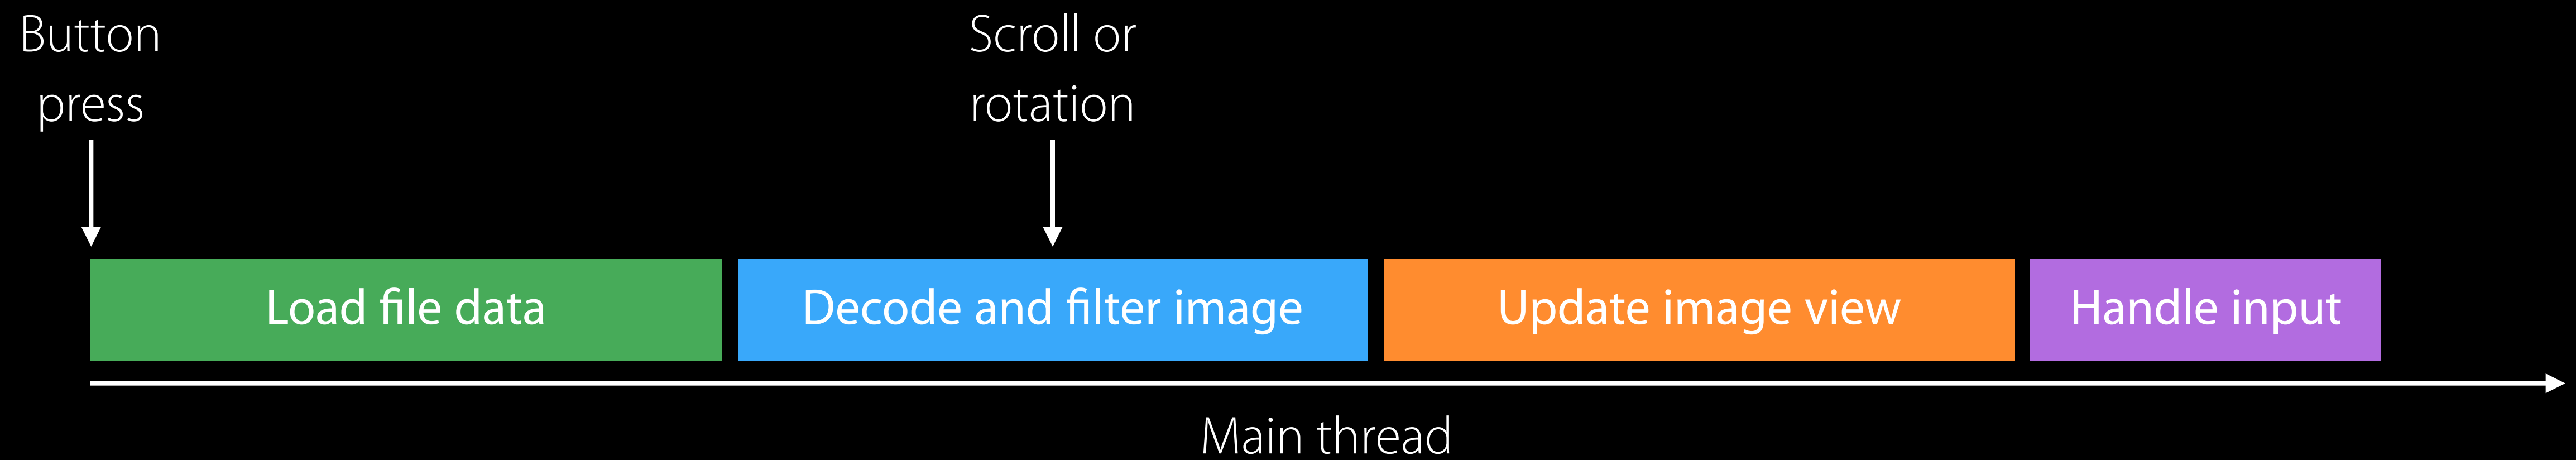 Button
press
Scroll or
rotation
Load file data
Decode and filter image
Update image view
Handle input
Main thread